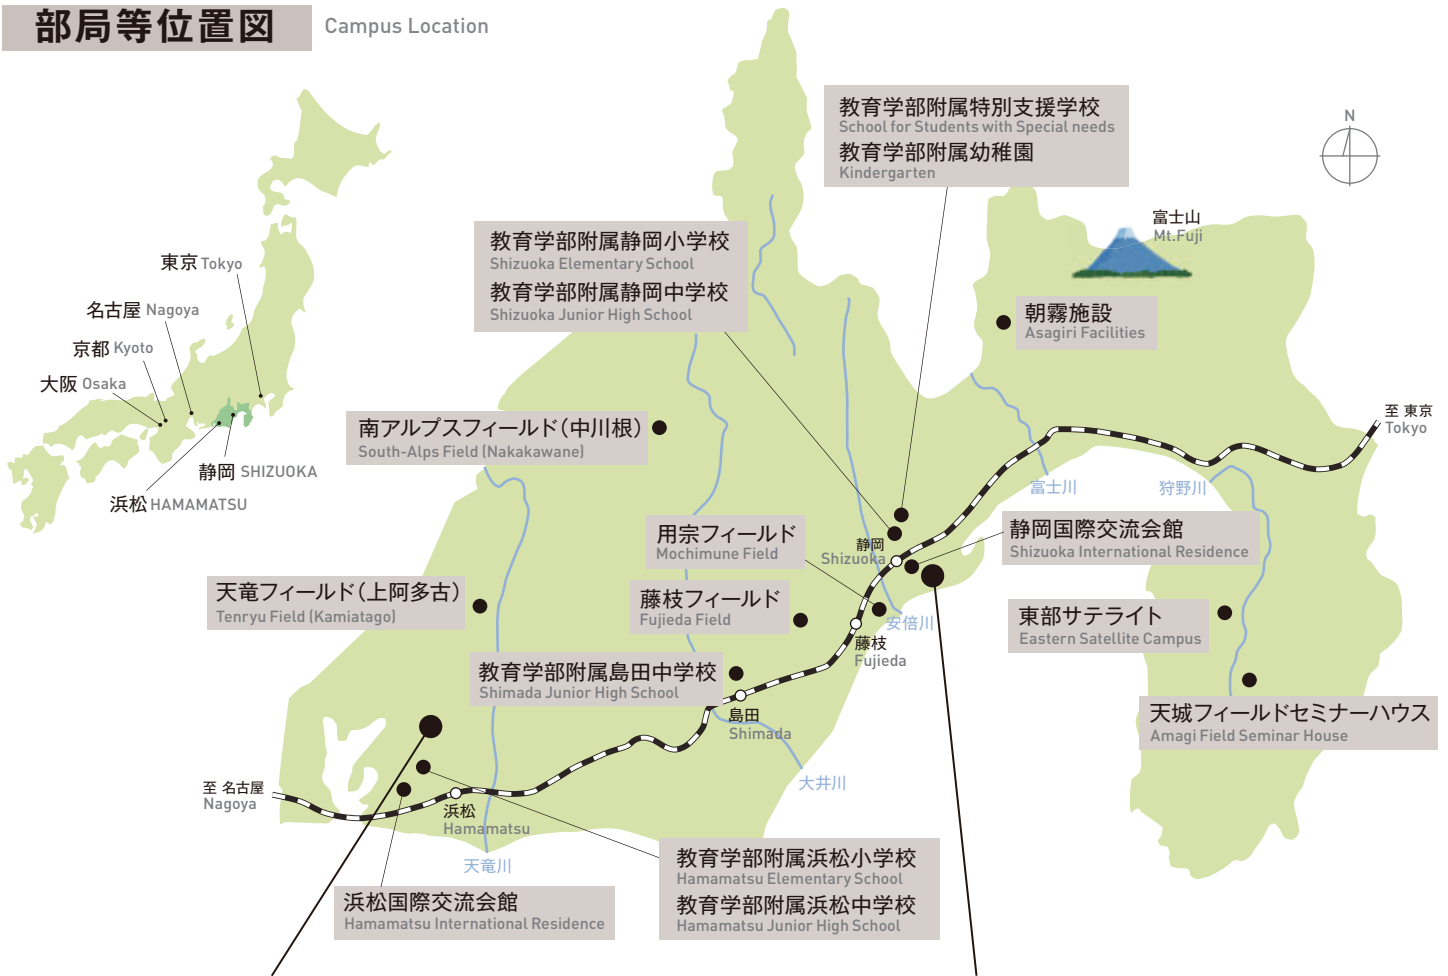 部局等位置図 Campus Location
N
教育学部附属特別支援学校
School for Students with Special needs
教育学部附属幼稚園
Kindergarten
富士山
Mt.Fuji
教育学部附属静岡小学校
Shizuoka Elementary School
教育学部附属静岡中学校
Shizuoka Junior High School
東京 Tokyo
名古屋 Nagoya
京都 Kyoto
大阪 Osaka
静岡 SHIZUOKA
浜松 HAMAMATSU
朝霧施設
Asagiri Facilities
至 東京
Tokyo
南アルプスフィールド（中川根）
South-Alps Field (Nakakawane)
富士川
狩野川
用宗フィールド
Mochimune Field
静岡
Shizuoka
静岡国際交流会館
Shizuoka International Residence
天竜フィールド（上阿多古）
Tenryu Field (Kamiatago)
藤枝フィールド
Fujieda Field
安倍川
東部サテライト
Eastern Satellite Campus
藤枝
Fujieda
教育学部附属島田中学校
Shimada Junior High School
島田
Shimada
天城フィールドセミナーハウス
Amagi Field Seminar House
大井川
至 名古屋
Nagoya
浜松
Hamamatsu
天竜川
教育学部附属浜松小学校
Hamamatsu Elementary School
教育学部附属浜松中学校
Hamamatsu Junior High School
浜松国際交流会館
Hamamatsu International Residence